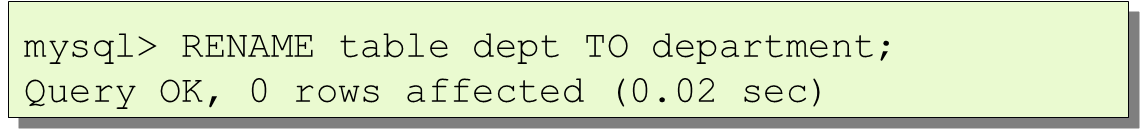 mysql> RENAME table dept TO department;
Query OK, 0 rows affected (0.02 sec)